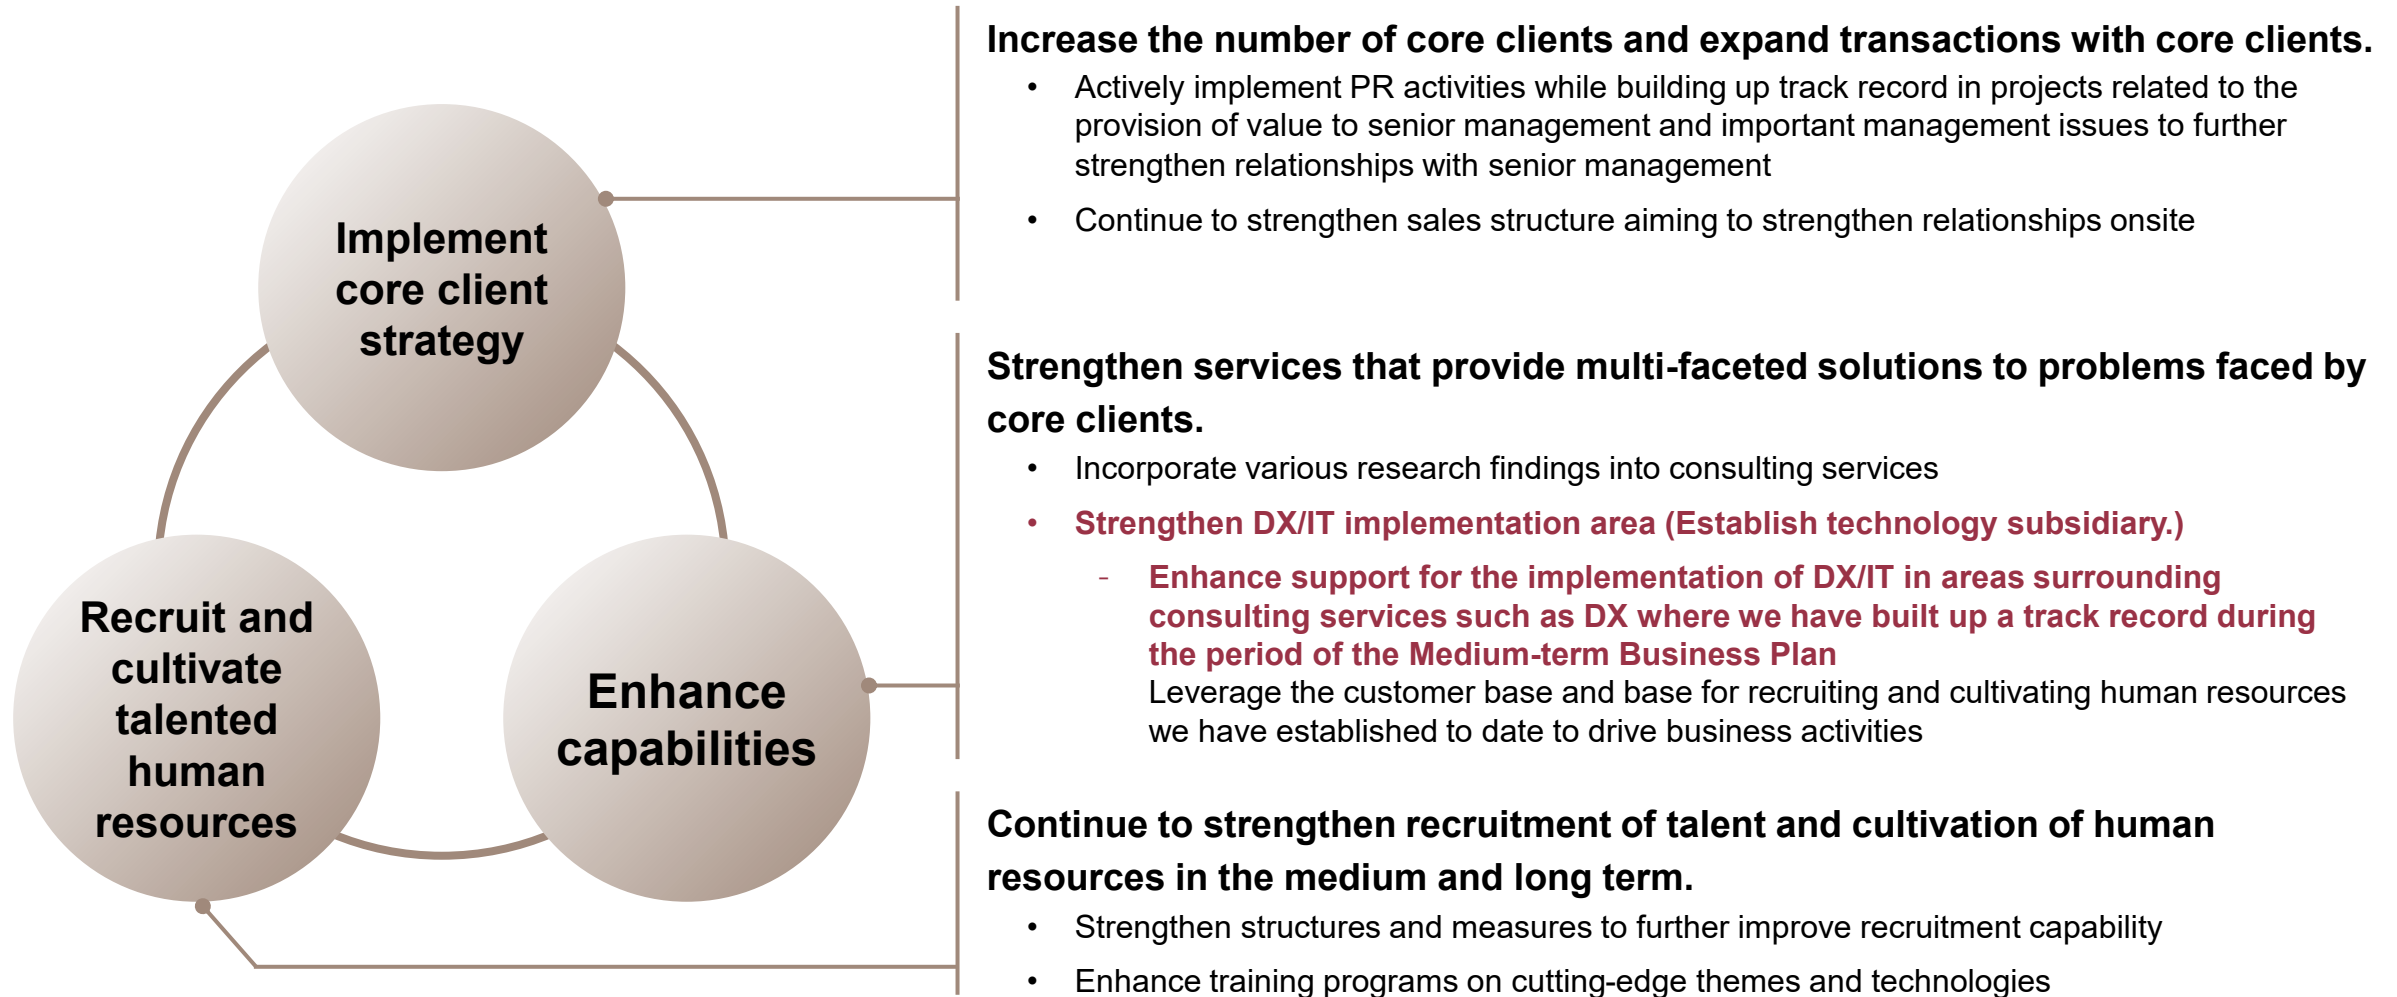 Implement
core client
strategy
Recruit and
cultivate
talented
human
resources
Enhance
capabilities
Increase the number of core clients and expand transactions with core clients.
• Actively implement PR activities while building up track record in projects related to the
provision of value to senior management and important management issues to further
strengthen relationships with senior management
• Continue to strengthen sales structure aiming to strengthen relationships onsite
Strengthen services that provide multi-faceted solutions to problems faced by
core clients.
• Incorporate various research findings into consulting services
• Strengthen DX/IT implementation area (Establish technology subsidiary.)
- Enhance support for the implementation of DX/IT in areas surrounding
consulting services such as DX where we have built up a track record during
the period of the Medium-term Business Plan
Leverage the customer base and base for recruiting and cultivating human resources
we have established to date to drive business activities
Continue to strengthen recruitment of talent and cultivation of human
resources in the medium and long term.
• Strengthen structures and measures to further improve recruitment capability
• Enhance training programs on cutting-edge themes and technologies